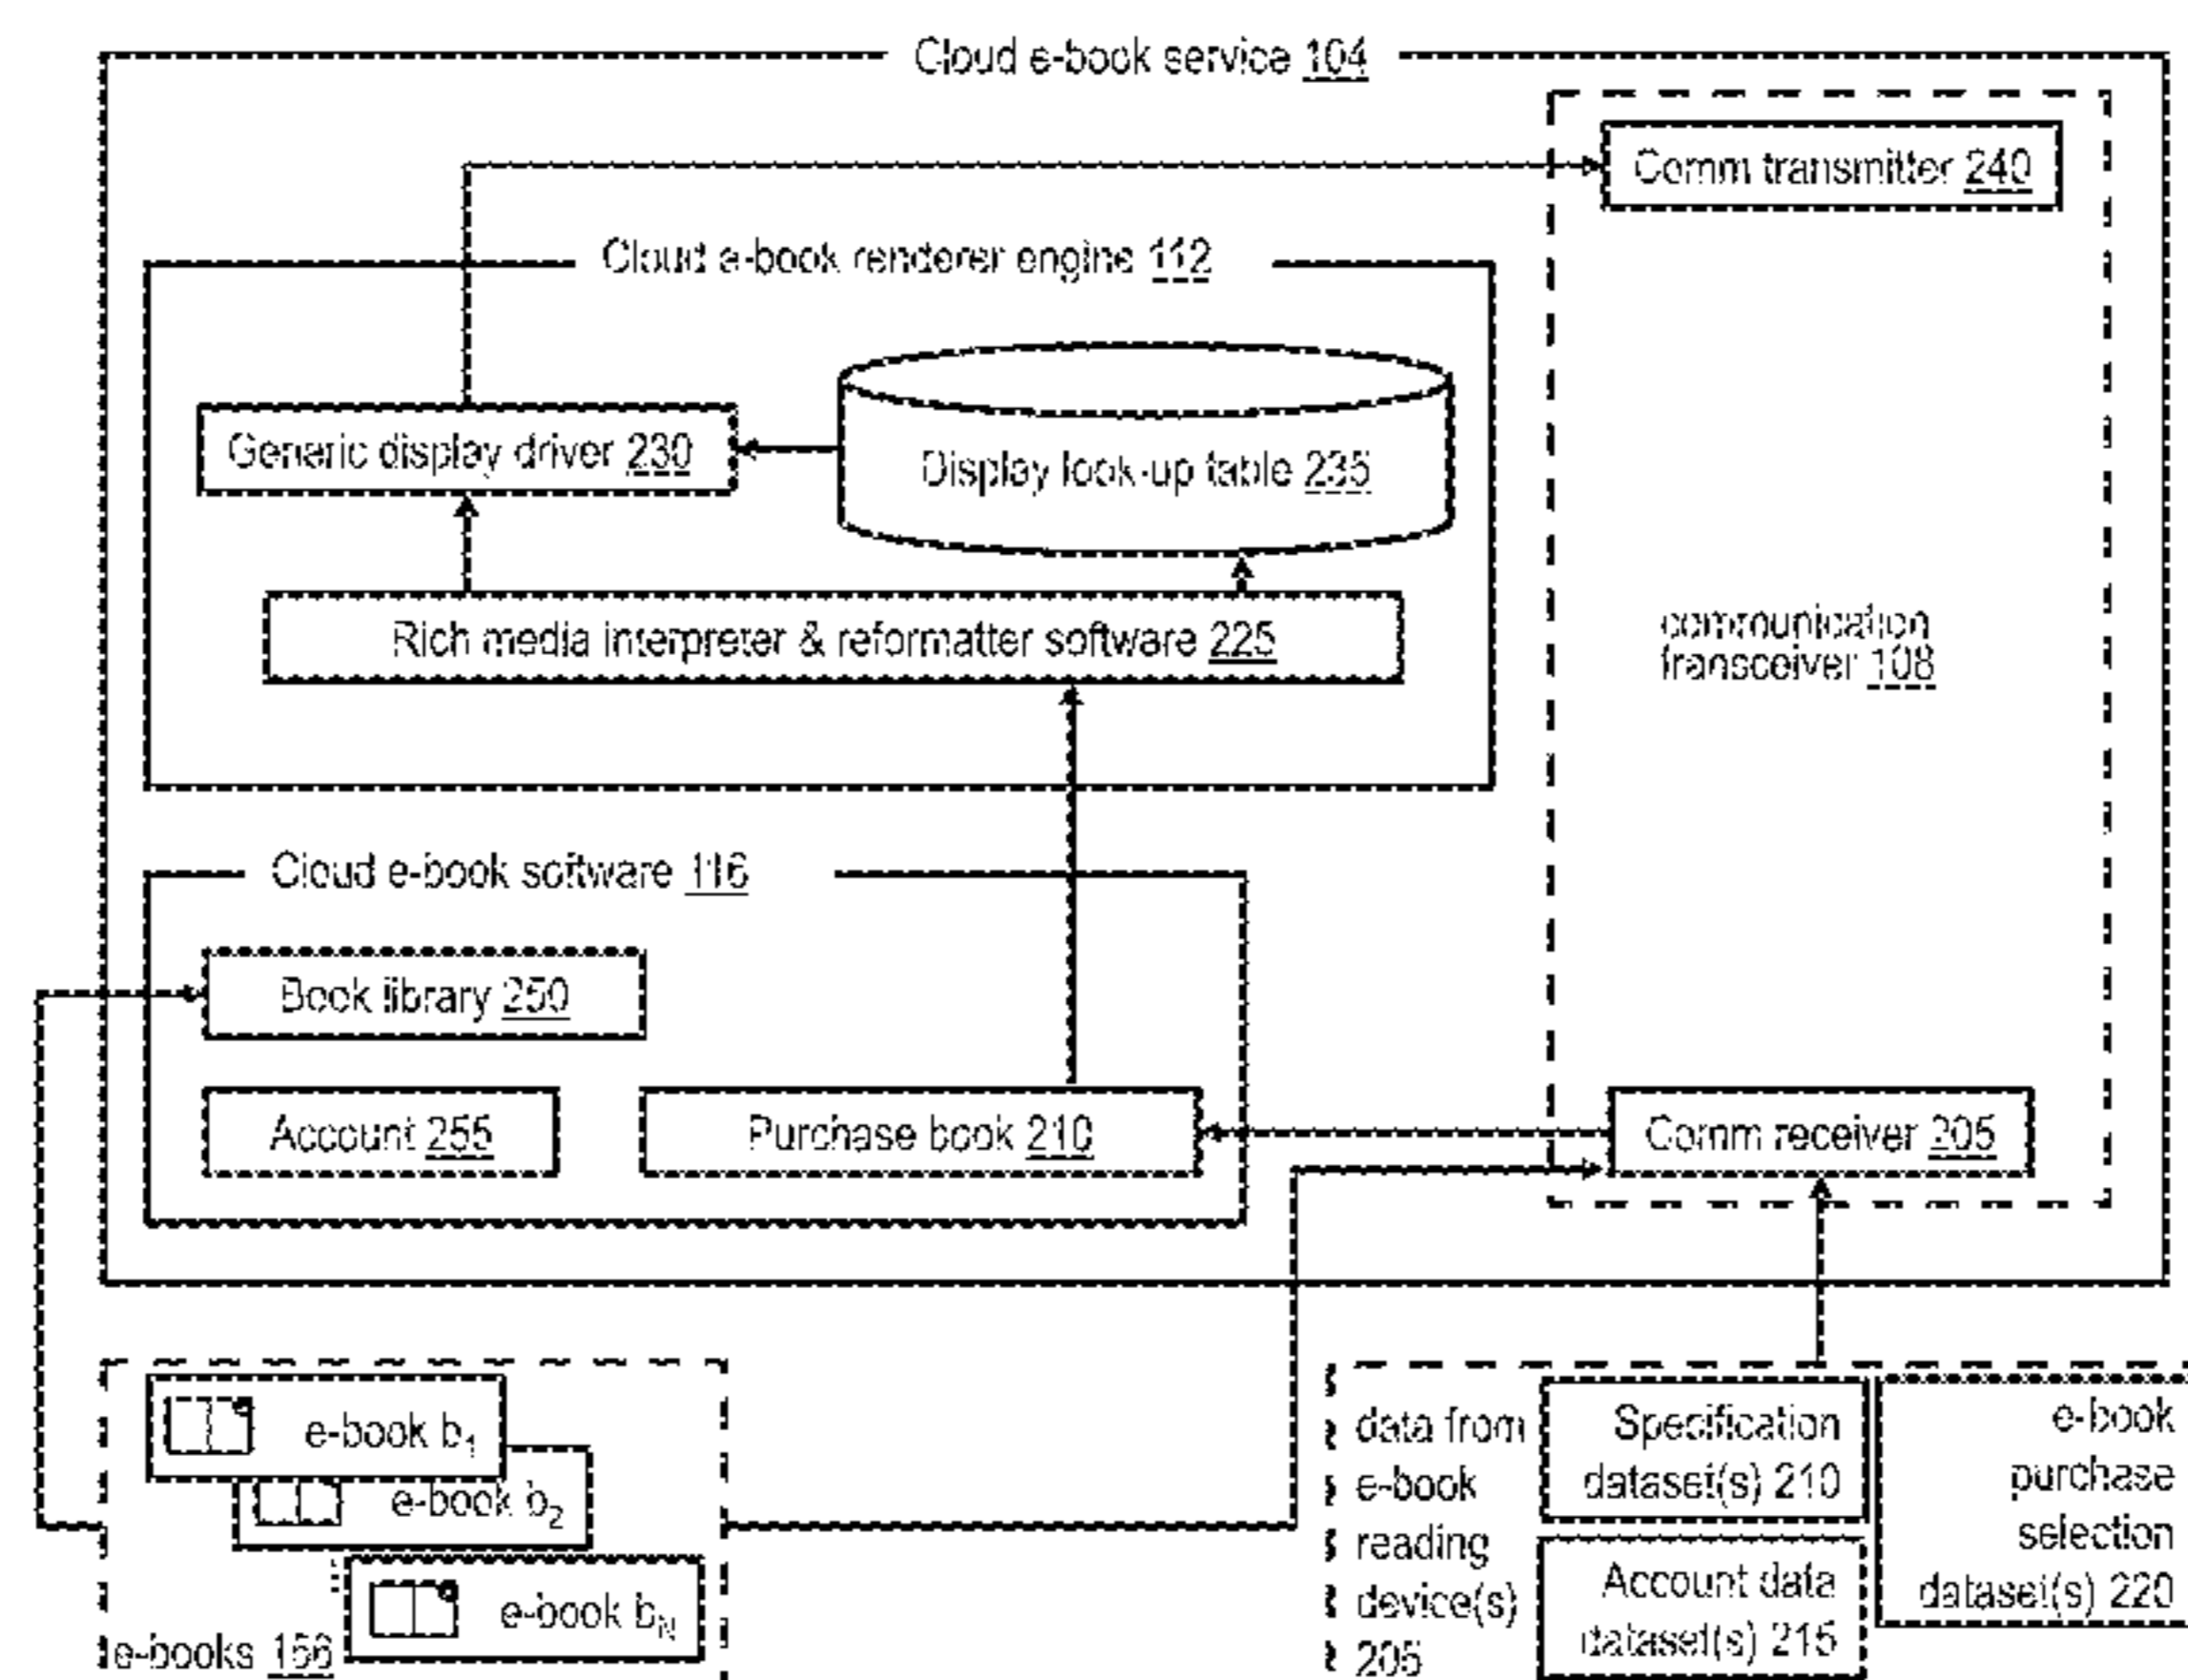 Cloud e-book service 104
Comm transmitter 240
Cloud e-book renderer engine 112
Generic display driver 230
Display look-up table 235
Rich media interpreter & reformatter software 225
communication
transceiver 108
Cloud e-book software 116
Book library 250
Account 255
Purchase book 210
Comm receiver 205
e-book b1
e-book b2
e-book bN
e-books 156
data from
e-book
reading
device(s)
205
Specification
dataset(s) 210
Account data
dataset(s) 215
e-book
purchase
selection
dataset(s) 220